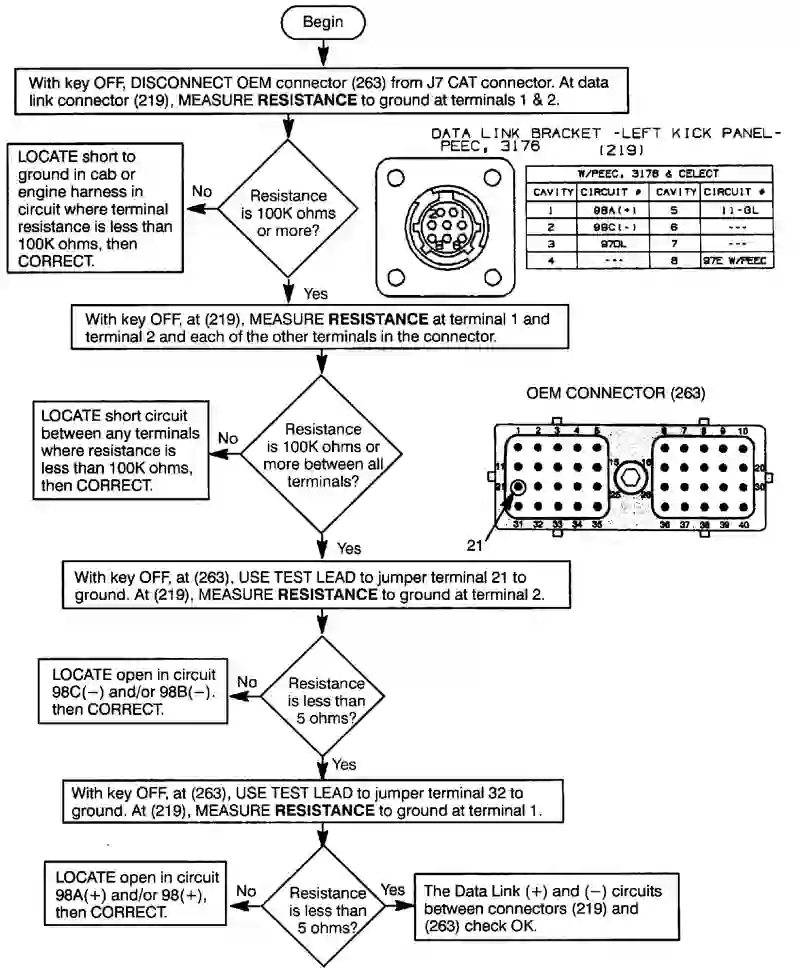 Begin
With key OFF, DISCONNECT OEM connector (263) from J7 CAT connector. At data
link connector (219), MEASURE RESISTANCE to ground at terminals 1 & 2.
LOCATE short to
ground in cab or
engine harness in
circuit where terminal
resistance is less than
100K ohms, then
CORRECT.
No
Resistance
is 100K ohms
or more?
Yes
DATA LINK BRACKET -LEFT KICK PANEL-
PEEC, 3176 (219)
W/PEEC, 3176 & CELECT
CAVITY CIRCUIT # CAVITY CIRCUIT #
1 98A(+) 5 11-GL
2 98C(-) 6 ---
3 97DL 7 ---
4 --- 8 97E W/PEEC
With key OFF, at (219), MEASURE RESISTANCE at terminal 1 and
terminal 2 and each of the other terminals in the connector.
LOCATE short circuit
between any terminals
where resistance is
less than 100K ohms,
then CORRECT.
No
Resistance
is 100K ohms or
more between all
terminals?
Yes
OEM CONNECTOR (263)
1 2 3 4 5 6 7 8 9 10
11 15 16 20
21 25 26 30
31 32 33 34 35 36 37 38 39 40
21
With key OFF, at (263), USE TEST LEAD to jumper terminal 21 to
ground. At (219), MEASURE RESISTANCE to ground at terminal 2.
LOCATE open in circuit
98C(−) and/or 98B(−).
then CORRECT.
No
Resistance
is less than
5 ohms?
Yes
With key OFF, at (263), USE TEST LEAD to jumper terminal 32 to
ground. At (219), MEASURE RESISTANCE to ground at terminal 1.
LOCATE open in circuit
98A(+) and/or 98(+),
then CORRECT.
No
Resistance
is less than
5 ohms?
Yes
The Data Link (+) and (−) circuits
between connectors (219) and
(263) check OK.